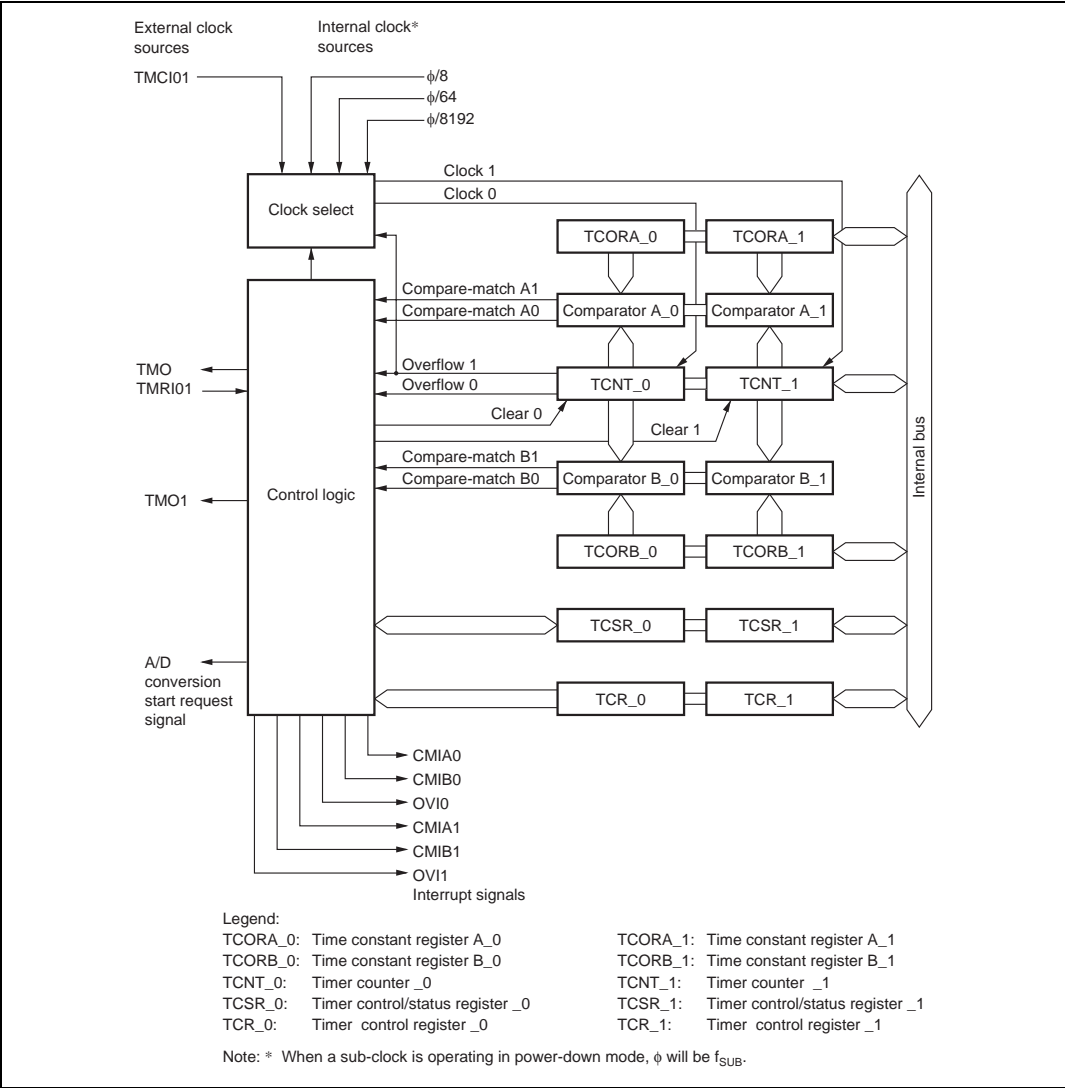 External clock
sources
Internal clock*
sources
TMCI01
ϕ/8
ϕ/64
ϕ/8192
Clock 1
Clock 0
Clock select
TCORA_0
TCORA_1
Compare-match A1
Compare-match A0
Comparator A_0
Comparator A_1
TMO
TMRI01
Overflow 1
Overflow 0
TCNT_0
TCNT_1
Clear 0
Clear 1
Compare-match B1
Compare-match B0
Comparator B_0
Comparator B_1
Control logic
TMO1
Internal bus
TCORB_0
TCORB_1
TCSR_0
TCSR_1
A/D
conversion
start request
signal
TCR_0
TCR_1
CMIA0
CMIB0
OVI0
CMIA1
CMIB1
OVI1
Interrupt signals
Legend:
TCORA_0: Time constant register A_0
TCORB_0: Time constant register B_0
TCNT_0: Timer counter _0
TCSR_0: Timer control/status register _0
TCR_0: Timer control register _0
TCORA_1: Time constant register A_1
TCORB_1: Time constant register B_1
TCNT_1: Timer counter _1
TCSR_1: Timer control/status register _1
TCR_1: Timer control register _1
Note: * When a sub-clock is operating in power-down mode, ϕ will be fSUB.